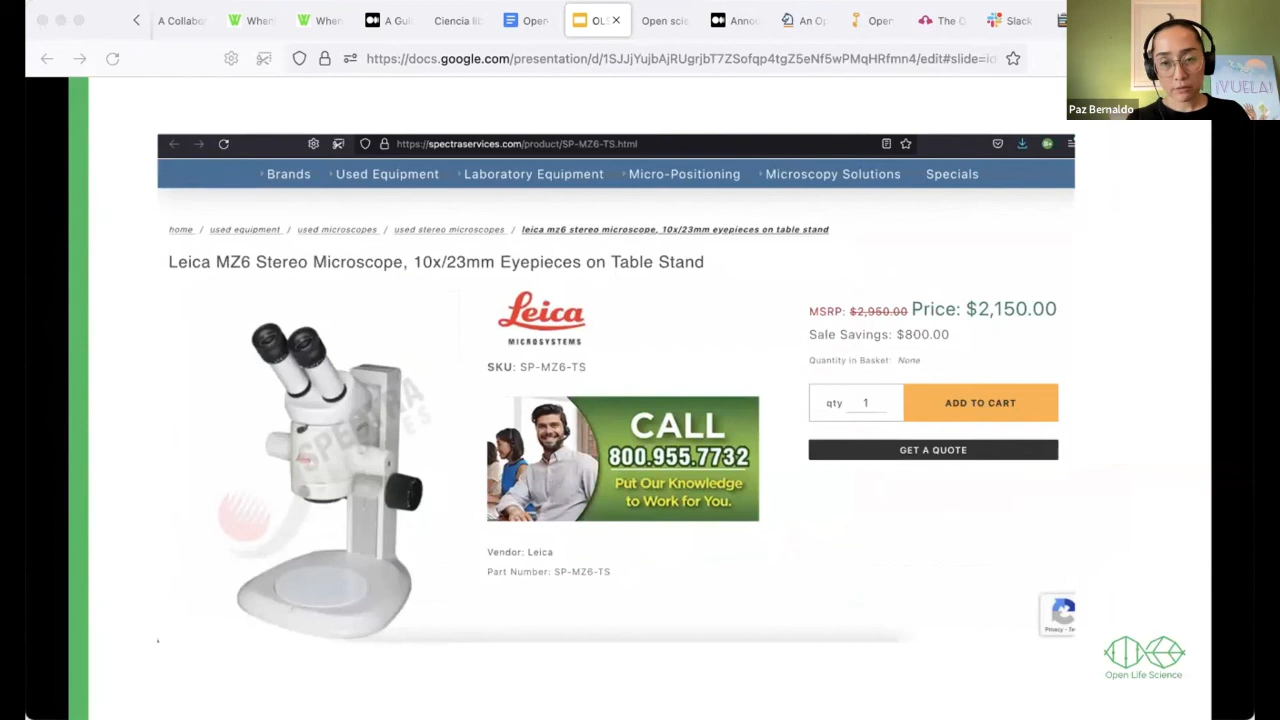 A Collabo
When
When
A Gui
Ciencia lib
Open
OLS
Open scie
Annou
An Op
Open
The O
Slack
https://docs.google.com/presentation/d/1SJJjYujbAjRUgrjbT7ZSofqp4tgZ5eNf5wPMqHRfmn4/edit#slide=id
¡VUELA!
Paz Bernaldo
https://spectraservices.com/product/SP-MZ6-TS.html
Brands
Used Equipment
Laboratory Equipment
Micro-Positioning
Microscopy Solutions
Specials
home / used equipment / used microscopes / used stereo microscopes / leica mz6 stereo microscope, 10x/23mm eyepieces on table stand
Leica MZ6 Stereo Microscope, 10x/23mm Eyepieces on Table Stand
Leica
MICROSYSTEMS
SKU: SP-MZ6-TS
CALL
800.955.7732
Put Our Knowledge
to Work for You.
Vendor: Leica
Part Number: SP-MZ6-TS
MSRP: $2,950.00 Price: $2,150.00
Sale Savings: $800.00
Quantity in Basket: None
qty 1
ADD TO CART
GET A QUOTE
Privacy - Te
Open Life Science